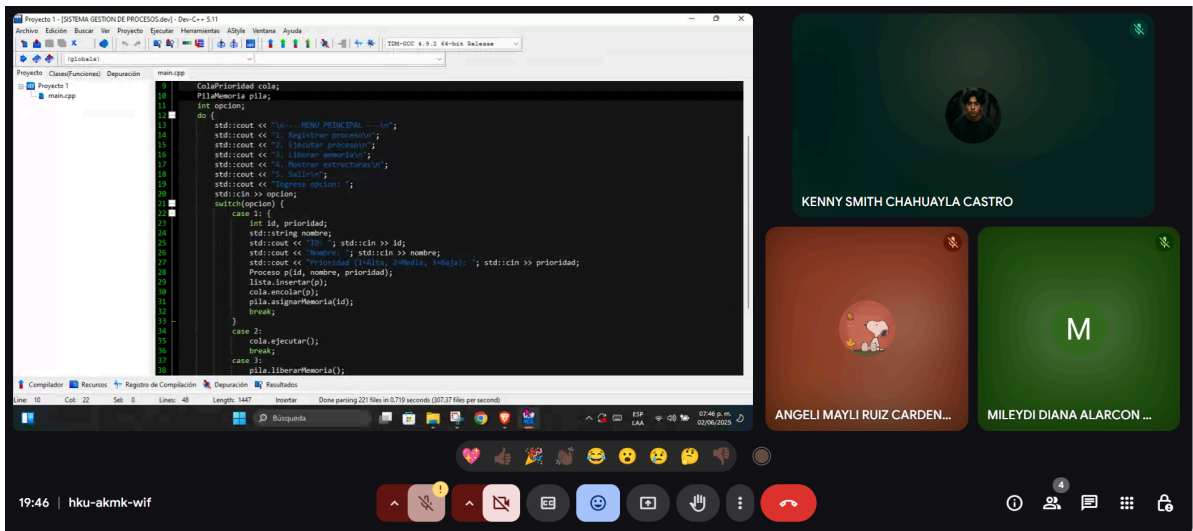 Proyecto 1 - [SISTEMA GESTION DE PROCESOS.dev] - Dev-C++ 5.11
Archivo Edición Buscar Ver Proyecto Ejecutar Herramientas AStyle Ventana Ayuda
TDM-GCC 4.9.2 64-bit Release
(globals)
Proyecto Clases(Funciones) Depuración
Proyecto 1
main.cpp
main.cpp
9 ColaPrioridad cola;
10 PilaMemoria pila;
11 int opcion;
12 do {
13 std::cout << "\n--- MENU PRINCIPAL ---\n";
14 std::cout << "1. Registrar proceso\n";
15 std::cout << "2. Ejecutar proceso\n";
16 std::cout << "3. Liberar memoria\n";
17 std::cout << "4. Mostrar estructuras\n";
18 std::cout << "5. Salir\n";
19 std::cout << "Ingrese opcion: ";
20 std::cin >> opcion;
21 switch(opcion) {
22 case 1: {
23 int id, prioridad;
24 std::string nombre;
25 std::cout << "ID: "; std::cin >> id;
26 std::cout << "Nombre: "; std::cin >> nombre;
27 std::cout << "Prioridad (1=Alta, 2=Media, 3=Baja): "; std::cin >> prioridad;
28 Proceso p(id, nombre, prioridad);
29 lista.insertar(p);
30 cola.encolar(p);
31 pila.asignarMemoria(id);
32 break;
33 }
34 case 2:
35 cola.ejecutar();
36 break;
37 case 3:
38 pila.liberarMemoria();
Compilador Recursos Registro de Compilación Depuración Resultados
Line: 10 Col: 22 Sel: 0 Lines: 48 Length: 1447 Insertar Done parsing 221 files in 0.719 seconds (307.37 files per second)
Búsqueda
ESP
LAA
07:46 p. m.
02/06/2025
KENNY SMITH CHAHUAYLA CASTRO
M
ANGELI MAYLI RUIZ CARDEN...
MILEYDI DIANA ALARCON ...
19:46 | hku-akmk-wif
4